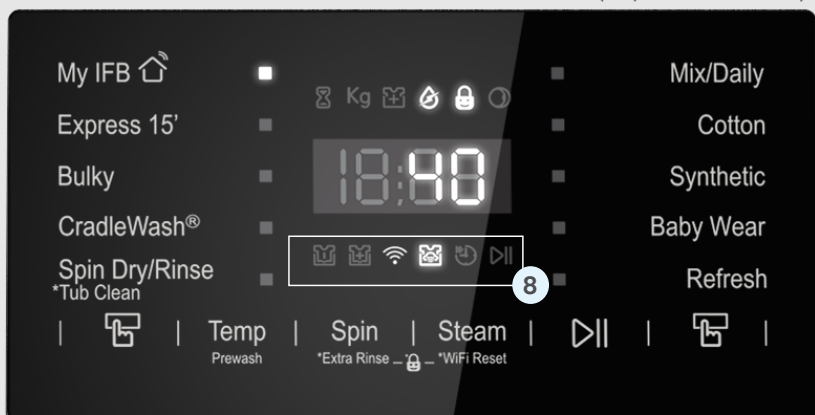 My IFB
Mix/Daily
Kg
Express 15'
Cotton
18:40
Bulky
Synthetic
CradleWash®
Baby Wear
Spin Dry/Rinse
*Tub Clean
8
Refresh
Temp
Prewash
Spin
*Extra Rinse
Steam
*WiFi Reset